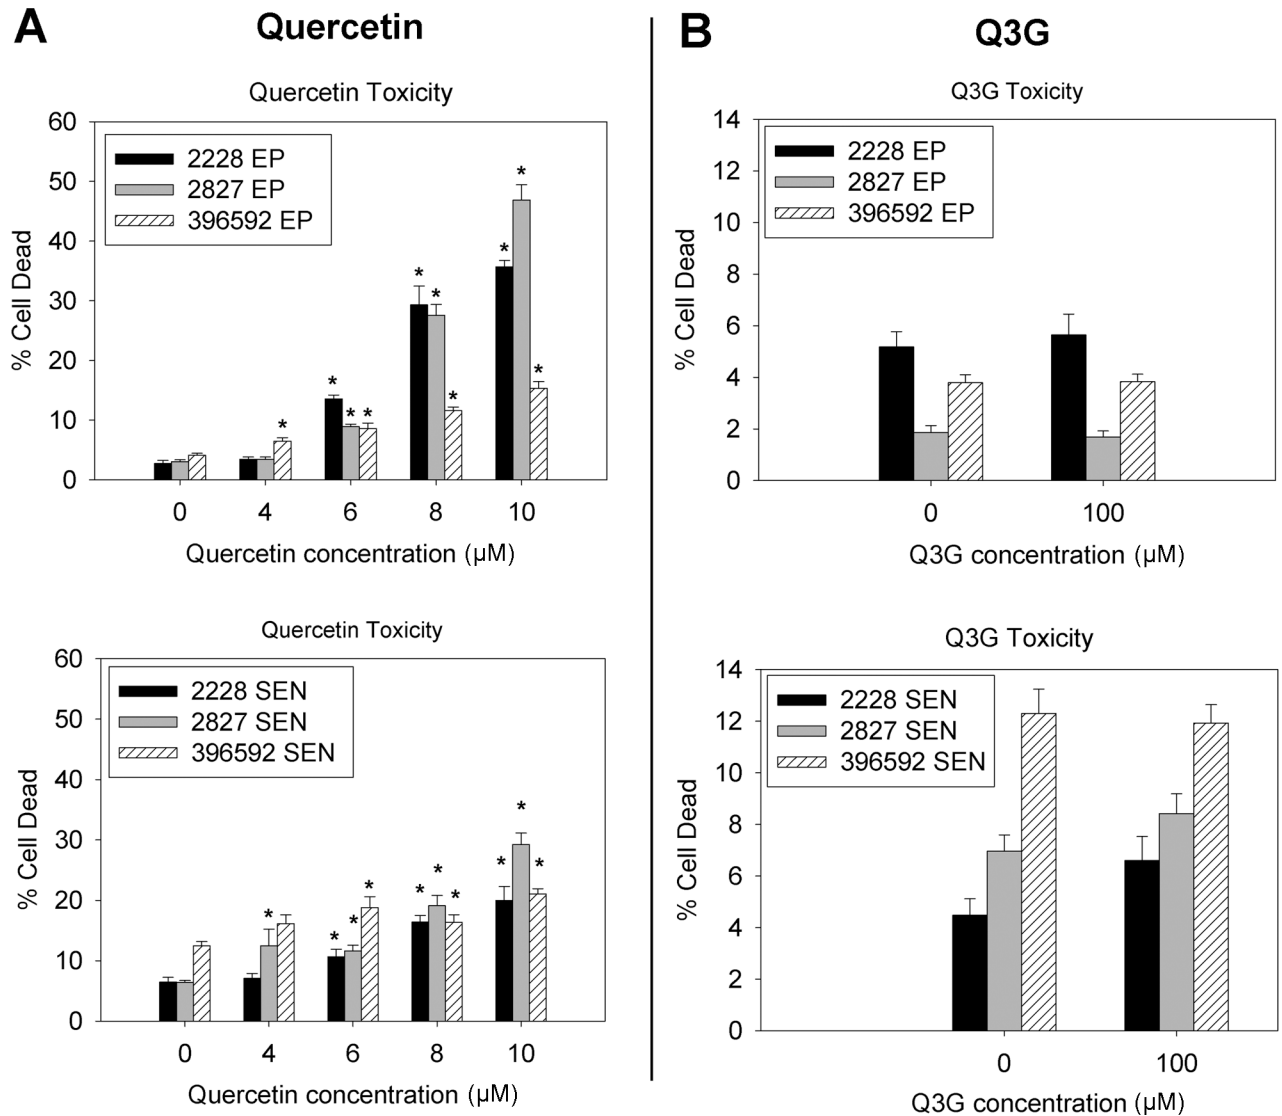 A
Quercetin
Quercetin Toxicity
60
50
40
30
20
10
0
% Cell Dead
2228 EP
2827 EP
396592 EP
*
*
*
*
*
*
*
*
*
*
0 4 6 8 10
Quercetin concentration (µM)
Quercetin Toxicity
60
50
40
30
20
10
0
% Cell Dead
2228 SEN
2827 SEN
396592 SEN
*
*
*
*
*
*
*
*
*
*
0 4 6 8 10
Quercetin concentration (µM)
B
Q3G
Q3G Toxicity
14
12
10
8
6
4
2
0
% Cell Dead
2228 EP
2827 EP
396592 EP
0 100
Q3G concentration (µM)
Q3G Toxicity
14
12
10
8
6
4
2
0
% Cell Dead
2228 SEN
2827 SEN
396592 SEN
0 100
Q3G concentration (µM)